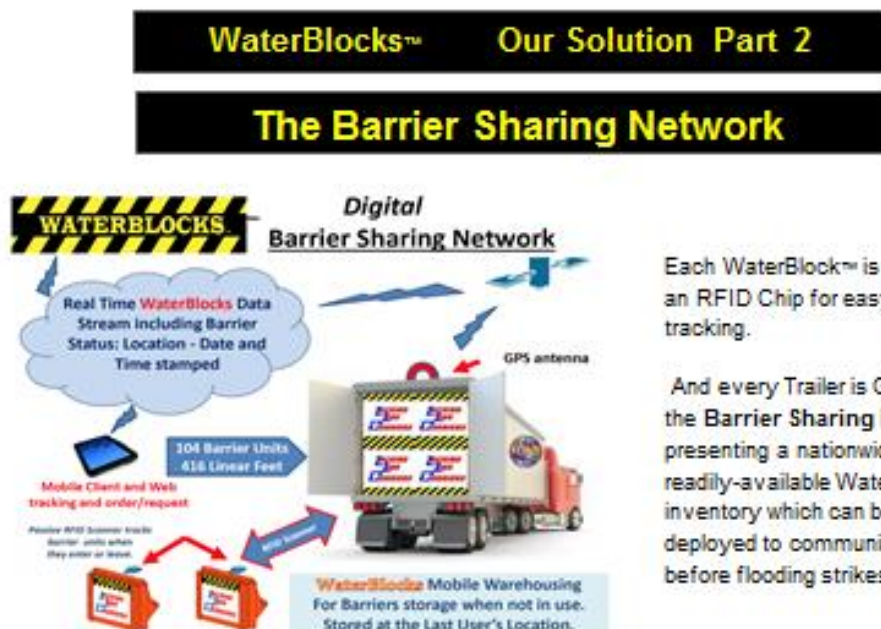 WaterBlocks™ Our Solution Part 2
The Barrier Sharing Network
WATERBLOCKS
Digital
Barrier Sharing Network
Real Time WaterBlocks Data
Stream including Barrier
Status: Location - Date and
Time stamped
GPS antenna
104 Barrier Units
416 Linear Feet
Mobile Client and Web
tracking and order/request
Passive RFID Scanner tracks
barrier units when
they enter or leave.
RFID Scanner
WaterBlocks Mobile Warehousing
For Barriers storage when not in use.
Stored at the Last User's Location.
Each WaterBlock™ is
an RFID Chip for eas
tracking.
And every Trailer is
the Barrier Sharing
presenting a nationwi
readily-available Wate
inventory which can b
deployed to communi
before flooding strikes